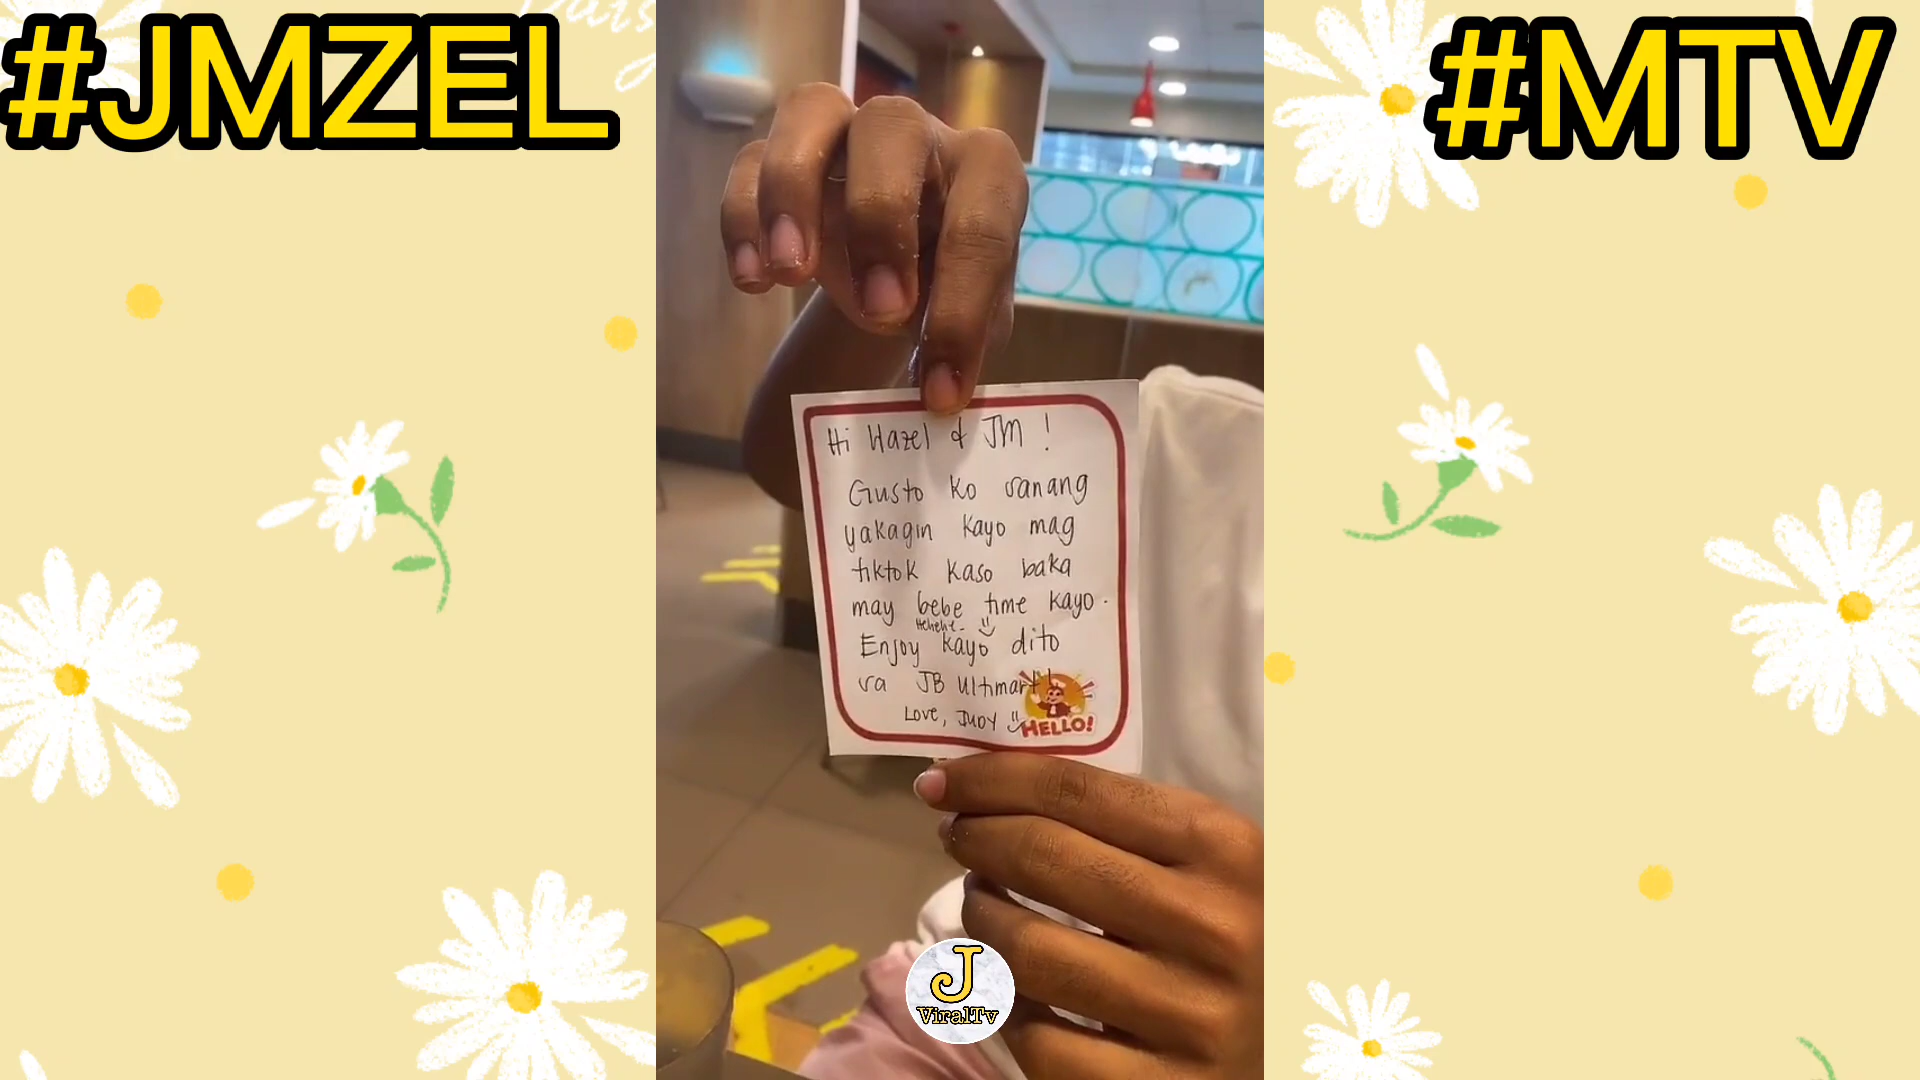 #JMZEL
#MTV
Hi Hazel & JM !
Gusto ko sanang
yakagin kayo mag
tiktok kaso baka
may bebe time kayo.
Hehehe.
Enjoy kayo dito
sa JB Ultimart!
Love, JUDY
HELLO!
J
ViralTv